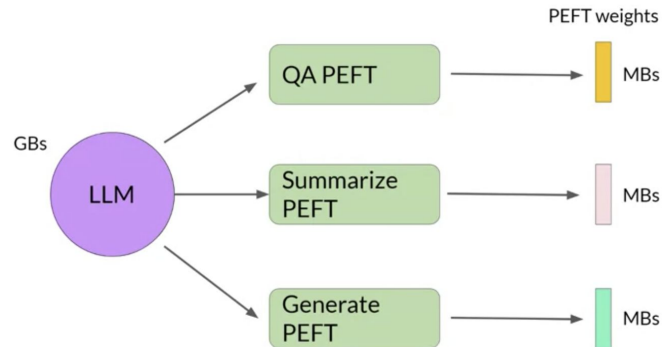 PEFT weights
QA PEFT
MBs
GBs
LLM
Summarize
PEFT
MBs
Generate
PEFT
MBs